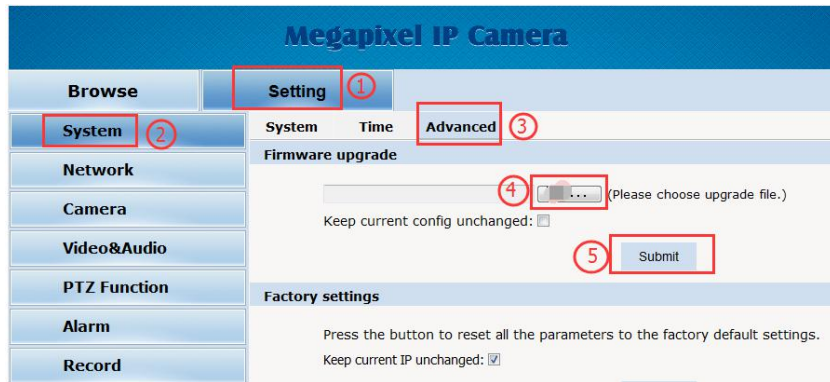 Megapixel IP Camera
Browse
Setting
1
System
2
System Time Advanced
3
Firmware upgrade
Network
4
... (Please choose upgrade file.)
Camera
Keep current config unchanged:
Video&Audio
5
Submit
PTZ Function
Factory settings
Alarm
Press the button to reset all the parameters to the factory default settings.
Record
Keep current IP unchanged: